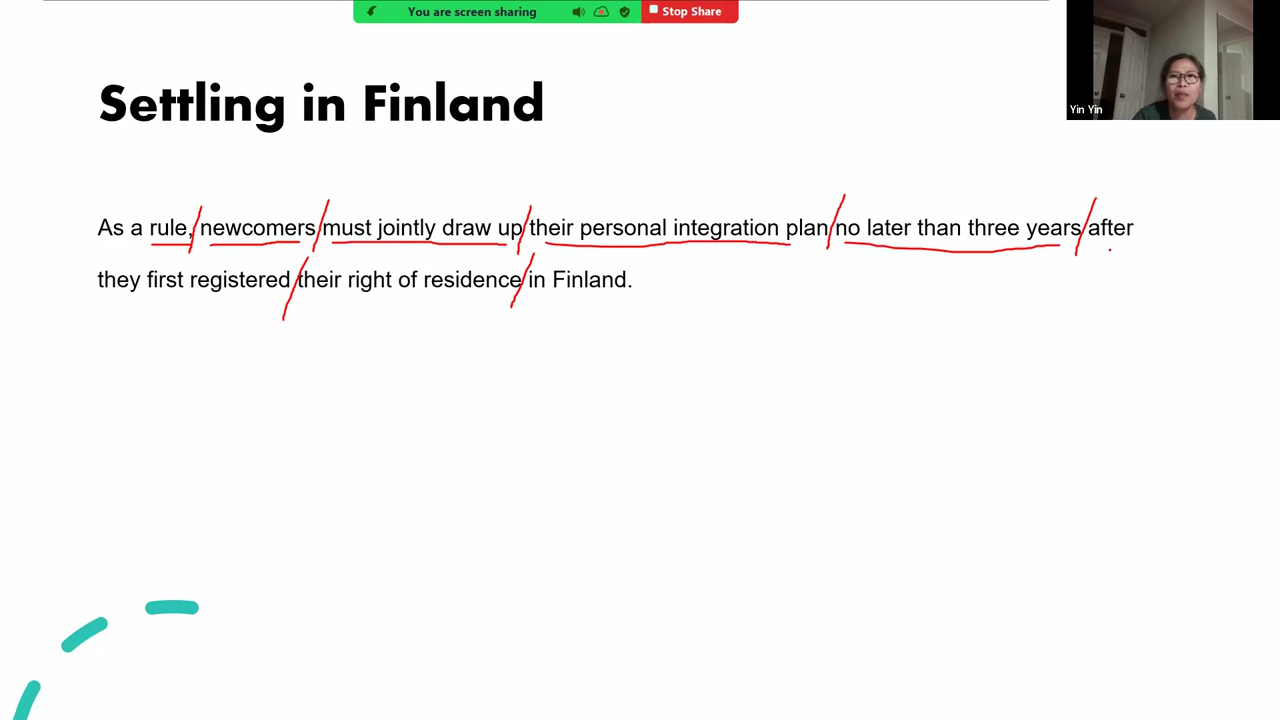 You are screen sharing
Stop Share
Yin Yin
Settling in Finland
As a rule, newcomers must jointly draw up their personal integration plan no later than three years after
they first registered their right of residence in Finland.